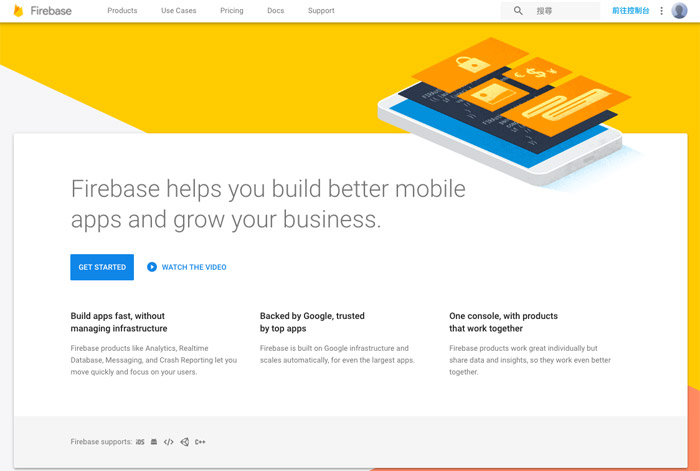 Firebase
Products
Use Cases
Pricing
Docs
Support
搜尋
前往控制台
Firebase helps you build better mobile
apps and grow your business.
GET STARTED
WATCH THE VIDEO
Build apps fast, without
managing infrastructure
Firebase products like Analytics, Realtime
Database, Messaging, and Crash Reporting let you
move quickly and focus on your users.
Backed by Google, trusted
by top apps
Firebase is built on Google infrastructure and
scales automatically, for even the largest apps.
One console, with products
that work together
Firebase products work great individually but
share data and insights, so they work even better
together.
Firebase supports: iOS </> C++